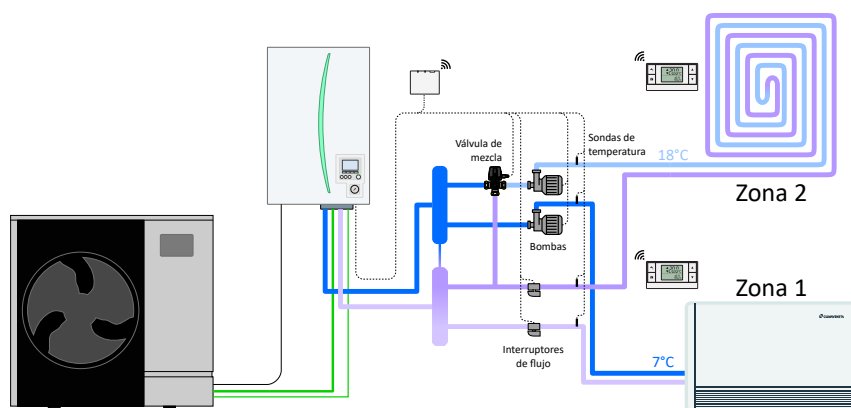 Válvula de
mezcla
Sondas de
temperatura
18°C
Zona 2
Bombas
Zona 1
Interruptores
de flujo
7°C